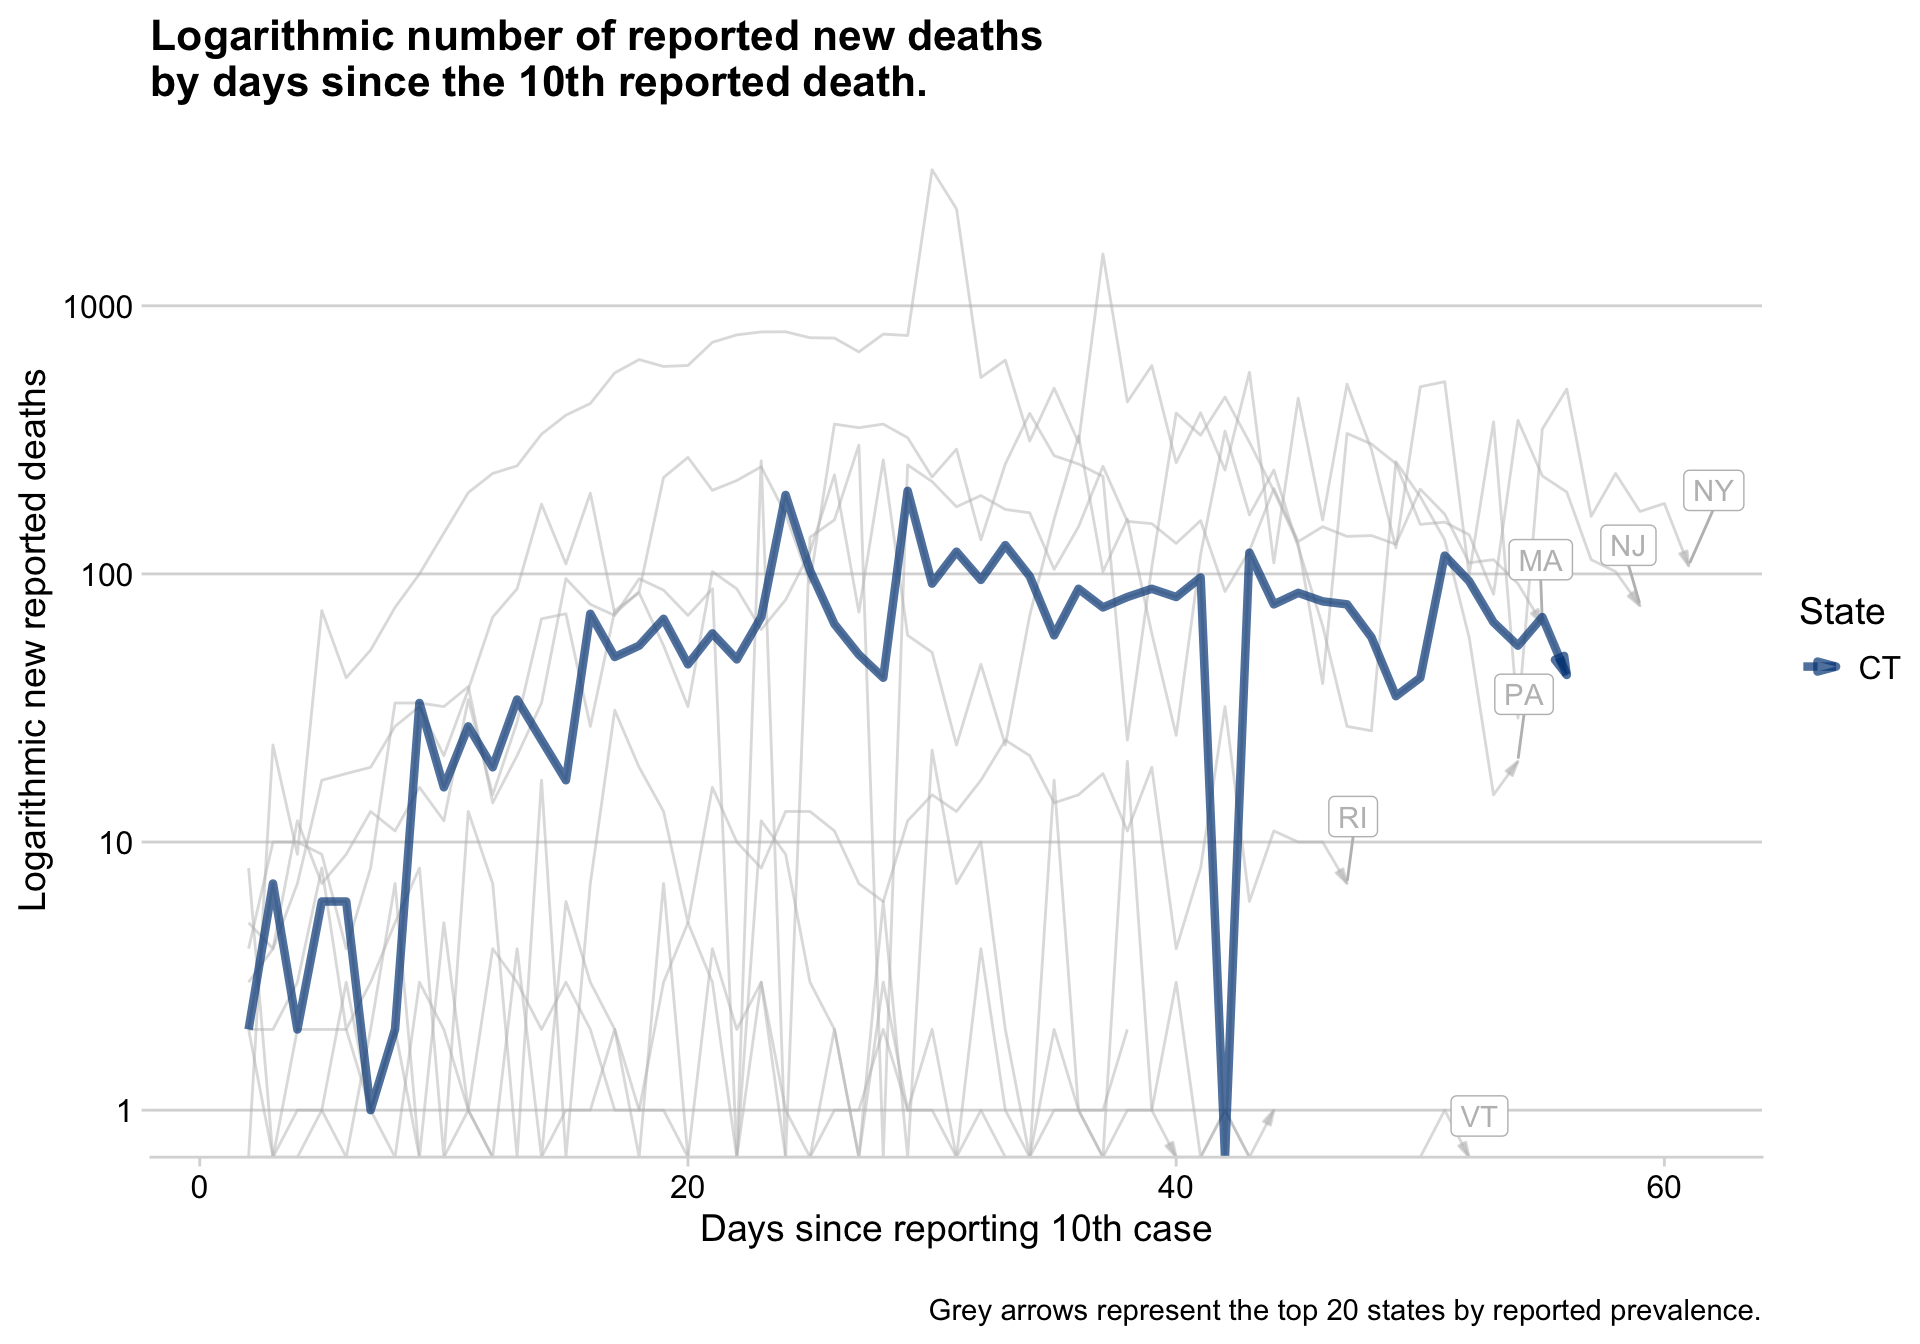 Logarithmic number of reported new deaths
by days since the 10th reported death.
Logarithmic new reported deaths
1000
100
10
1
NY
NJ
MA
PA
RI
VT
State
CT
0
20
40
60
Days since reporting 10th case
Grey arrows represent the top 20 states by reported prevalence.